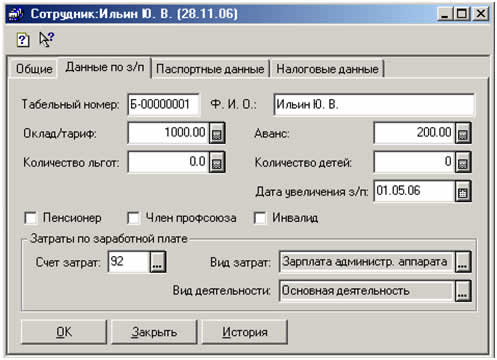 Сотрудник:Ильин Ю. В. (28.11.06)
Общие Данные по з/п Паспортные данные Налоговые данные
Табельный номер: Б-00000001 Ф. И. О.: Ильин Ю. В.
Оклад/тариф: 1000.00 Аванс: 200.00
Количество льгот: 0.0 Количество детей: 0
Дата увеличения з/п: 01.05.06
Пенсионер Член профсоюза Инвалид
Затраты по заработной плате
Счет затрат: 92 ... Вид затрат: Зарплата администр. аппарата ...
Вид деятельности: Основная деятельность ...
OK Закрыть История